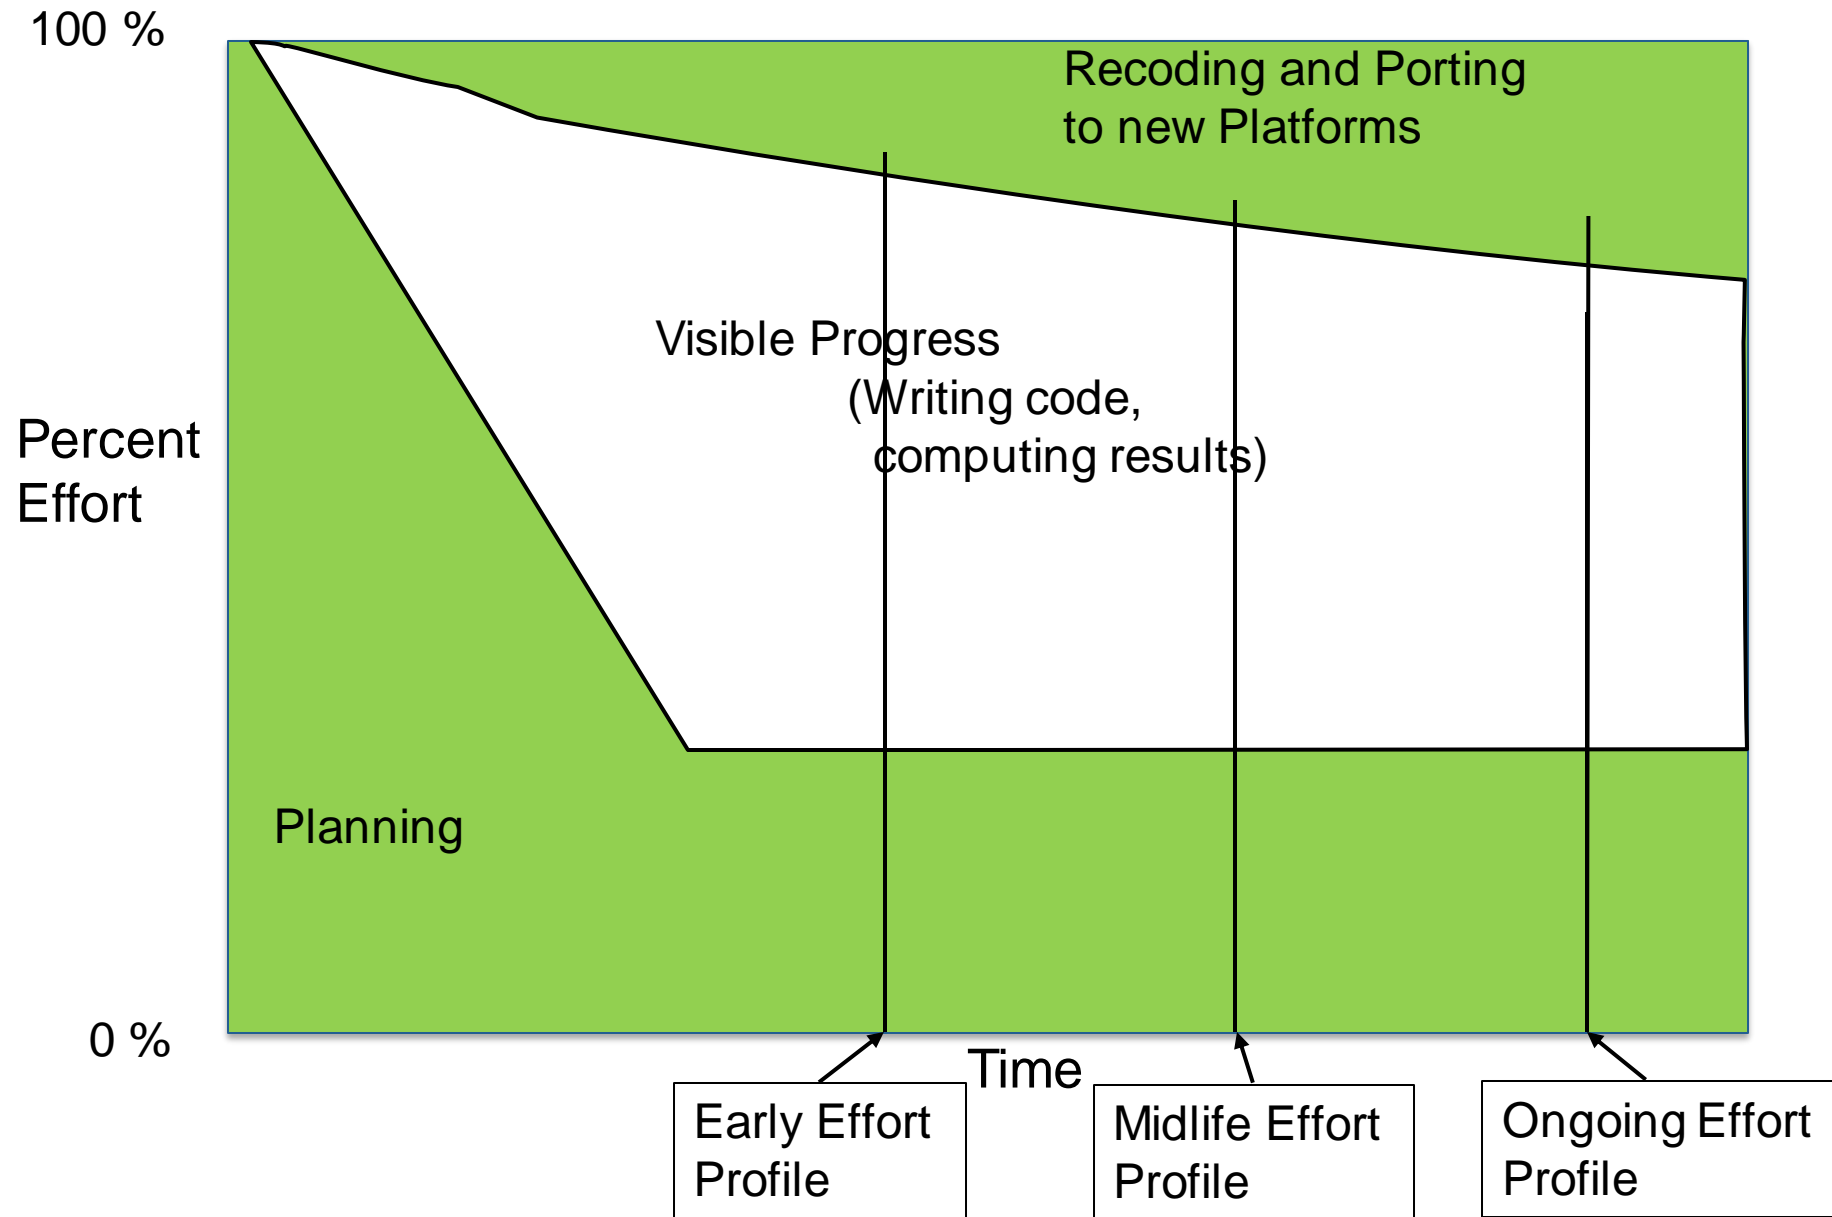 100 %
Recoding and Porting
to new Platforms
Visible Progress
(Writing code,
computing results)
Percent
Effort
Planning
0 %
Time
Early Effort
Profile
Midlife Effort
Profile
Ongoing Effort
Profile